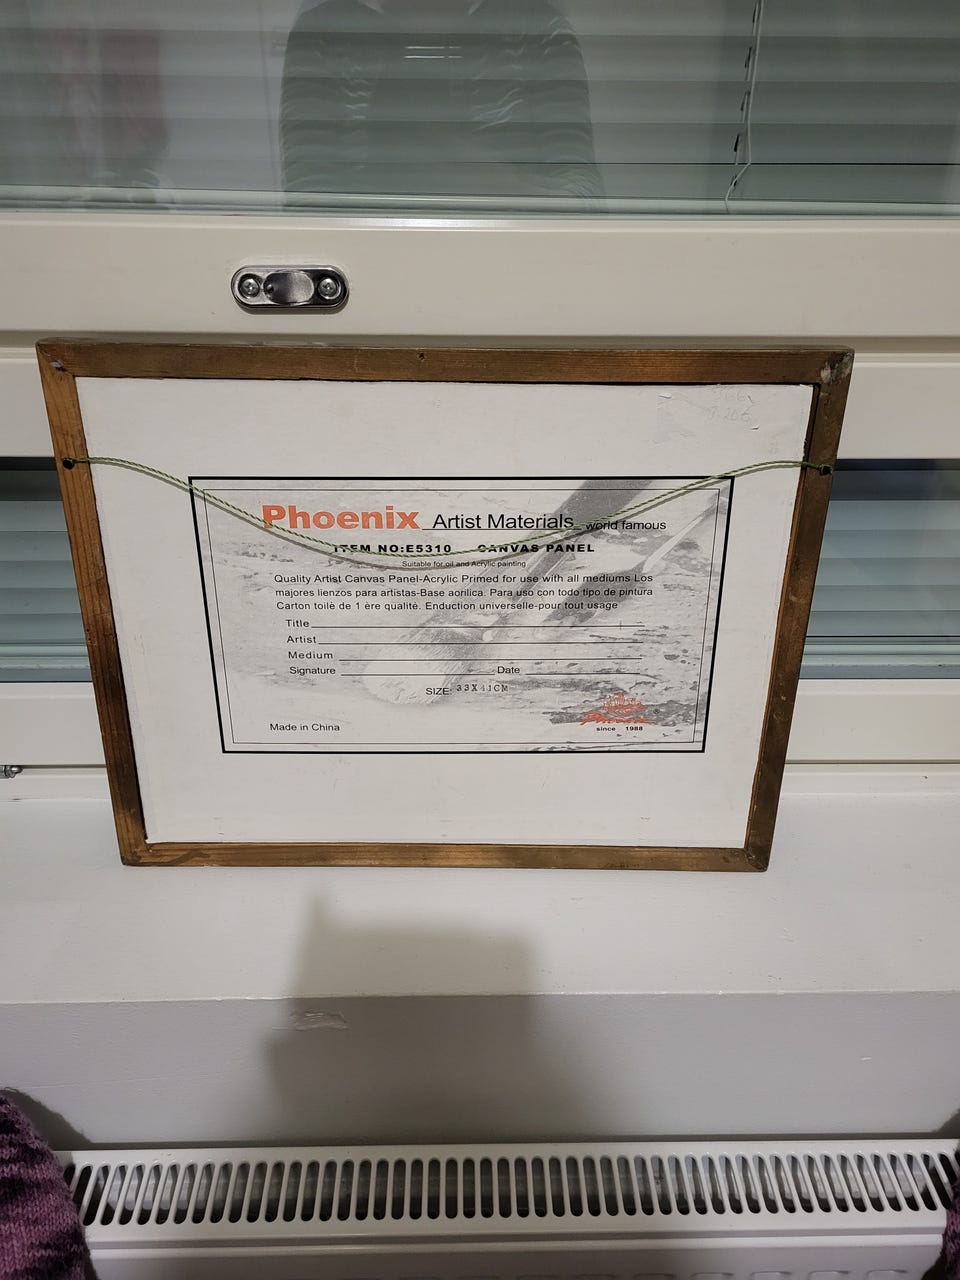 Phoenix Artist Materials world famous
ITEM NO:E5310 CANVAS PANEL
Suitable for oil and Acrylic painting
Quality Artist Canvas Panel-Acrylic Primed for use with all mediums Los
majores lienzos para artistas-Base aorilica. Para uso con todo tipo de pintura
Carton toilè de 1 ère qualité. Enduction universelle-pour tout usage
Title
Artist
Medium
Signature Date
SIZE: 33X41CM
Phoenix
Made in China
since 1988